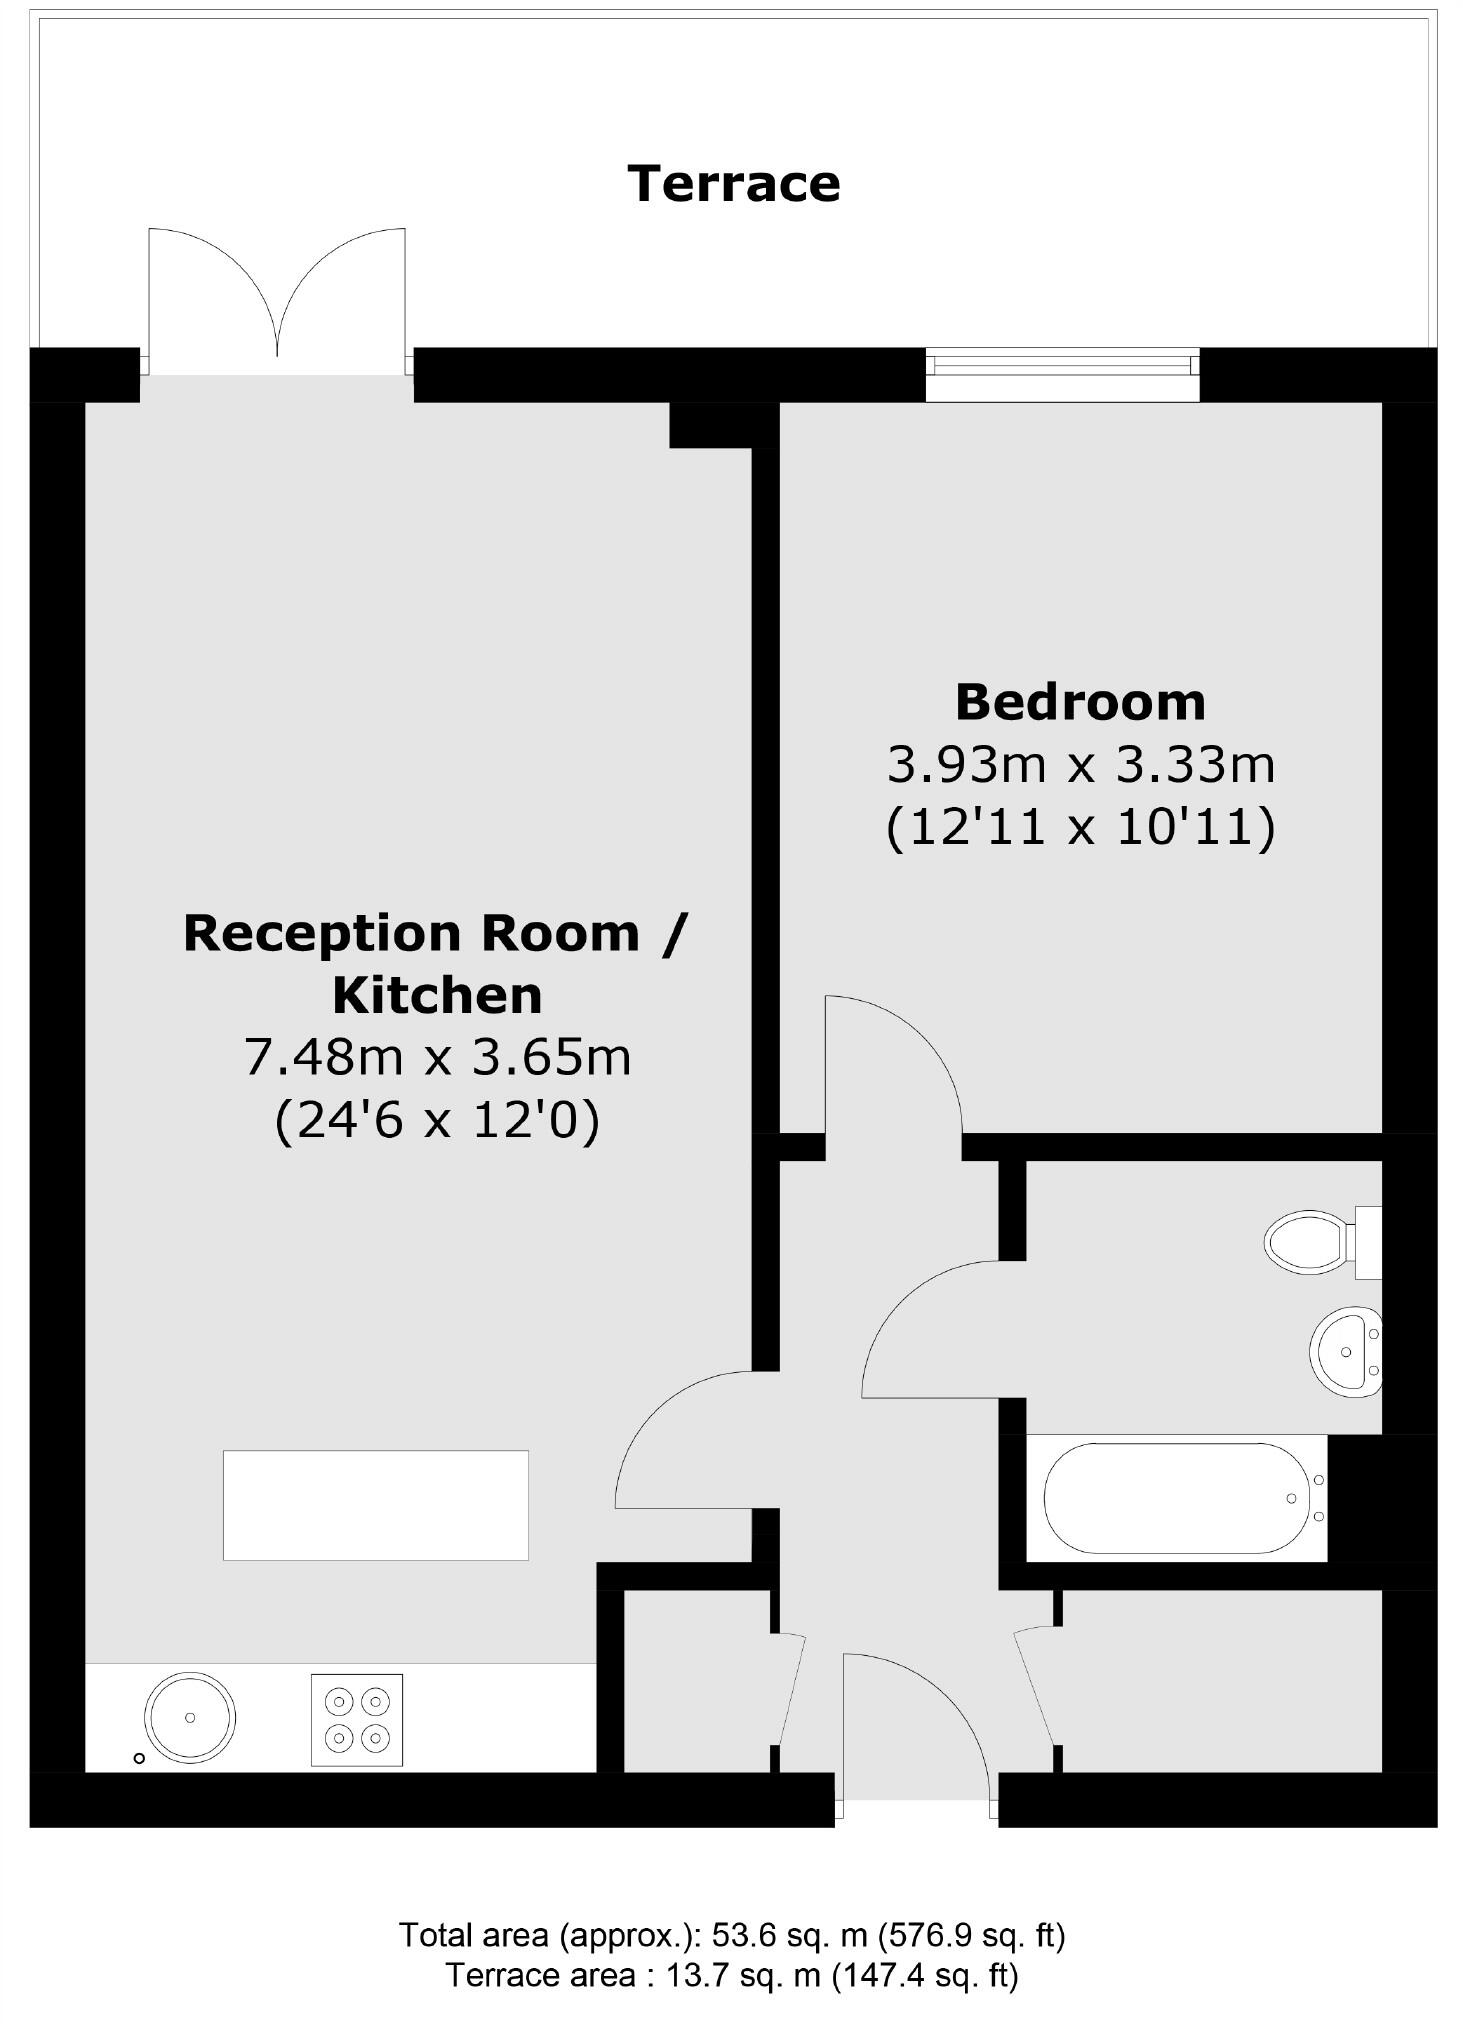 Terrace
Bedroom
3.93m x 3.33m
(12'11 x 10'11)
Reception Room /
Kitchen
7.48m x 3.65m
(24'6 x 12'0)
Total area (approx.): 53.6 sq. m (576.9 sq. ft)
Terrace area : 13.7 sq. m (147.4 sq. ft)